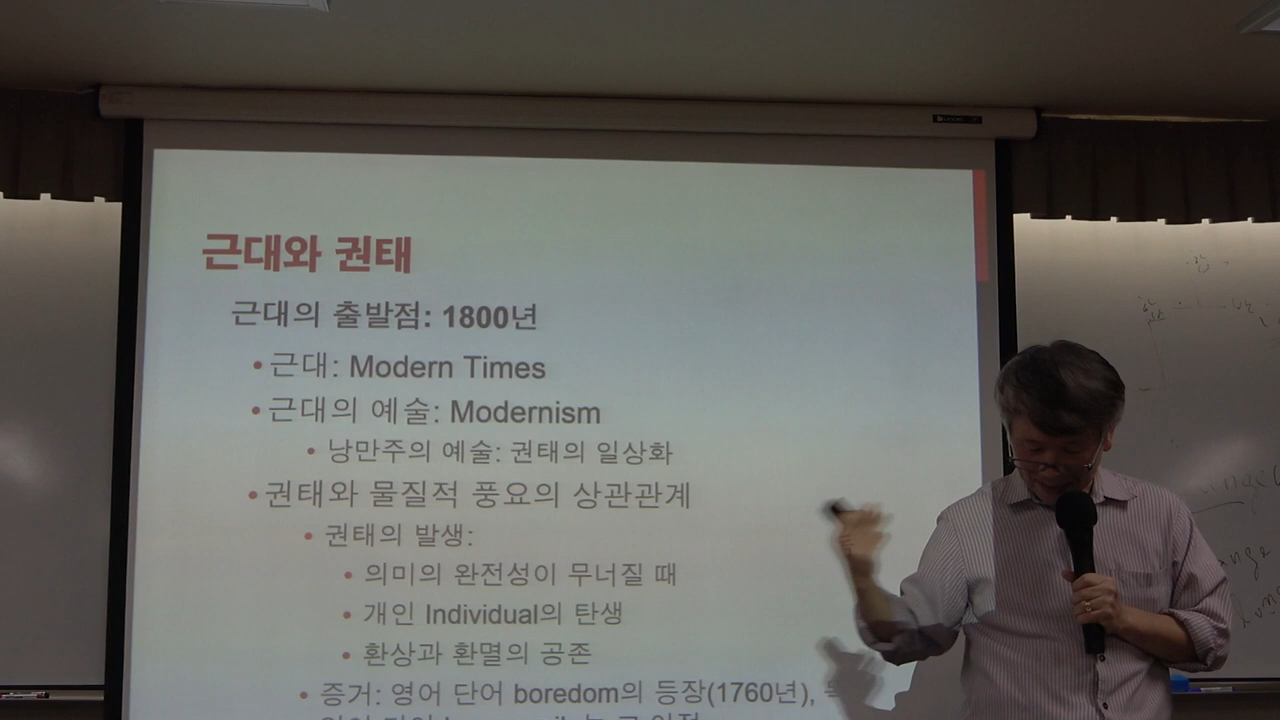 근대와 권태
근대의 출발점: 1800년
•근대: Modern Times
•근대의 예술: Modernism
•낭만주의 예술: 권태의 일상화
•권태와 물질적 풍요의 상관관계
•권태의 발생:
•의미의 완전성이 무너질 때
•개인 Individual의 탄생
•환상과 환멸의 공존
•증거: 영어 단어 boredom의 등장(1760년),